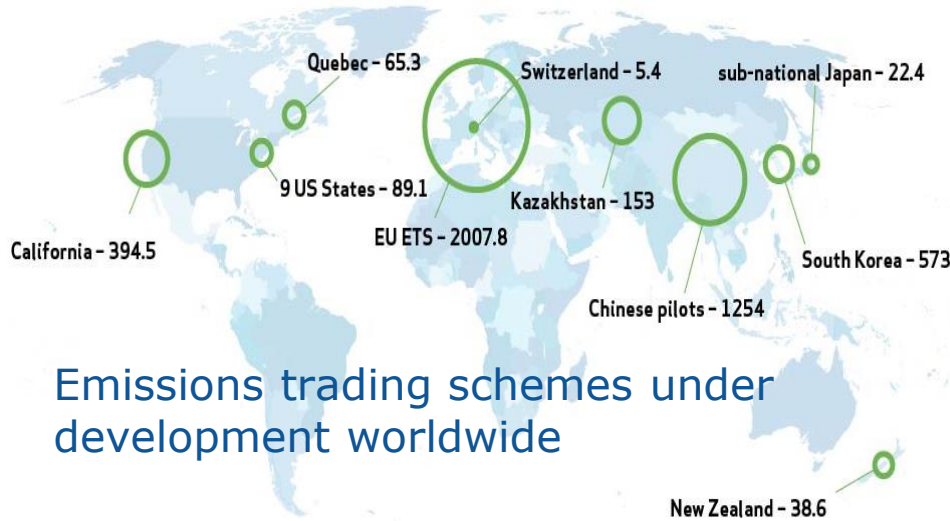 Quebec – 65.3
Switzerland – 5.4
sub-national Japan – 22.4
9 US States – 89.1
Kazakhstan – 153
California – 394.5
EU ETS – 2007.8
South Korea – 573
Chinese pilots – 1254
Emissions trading schemes under
development worldwide
New Zealand – 38.6